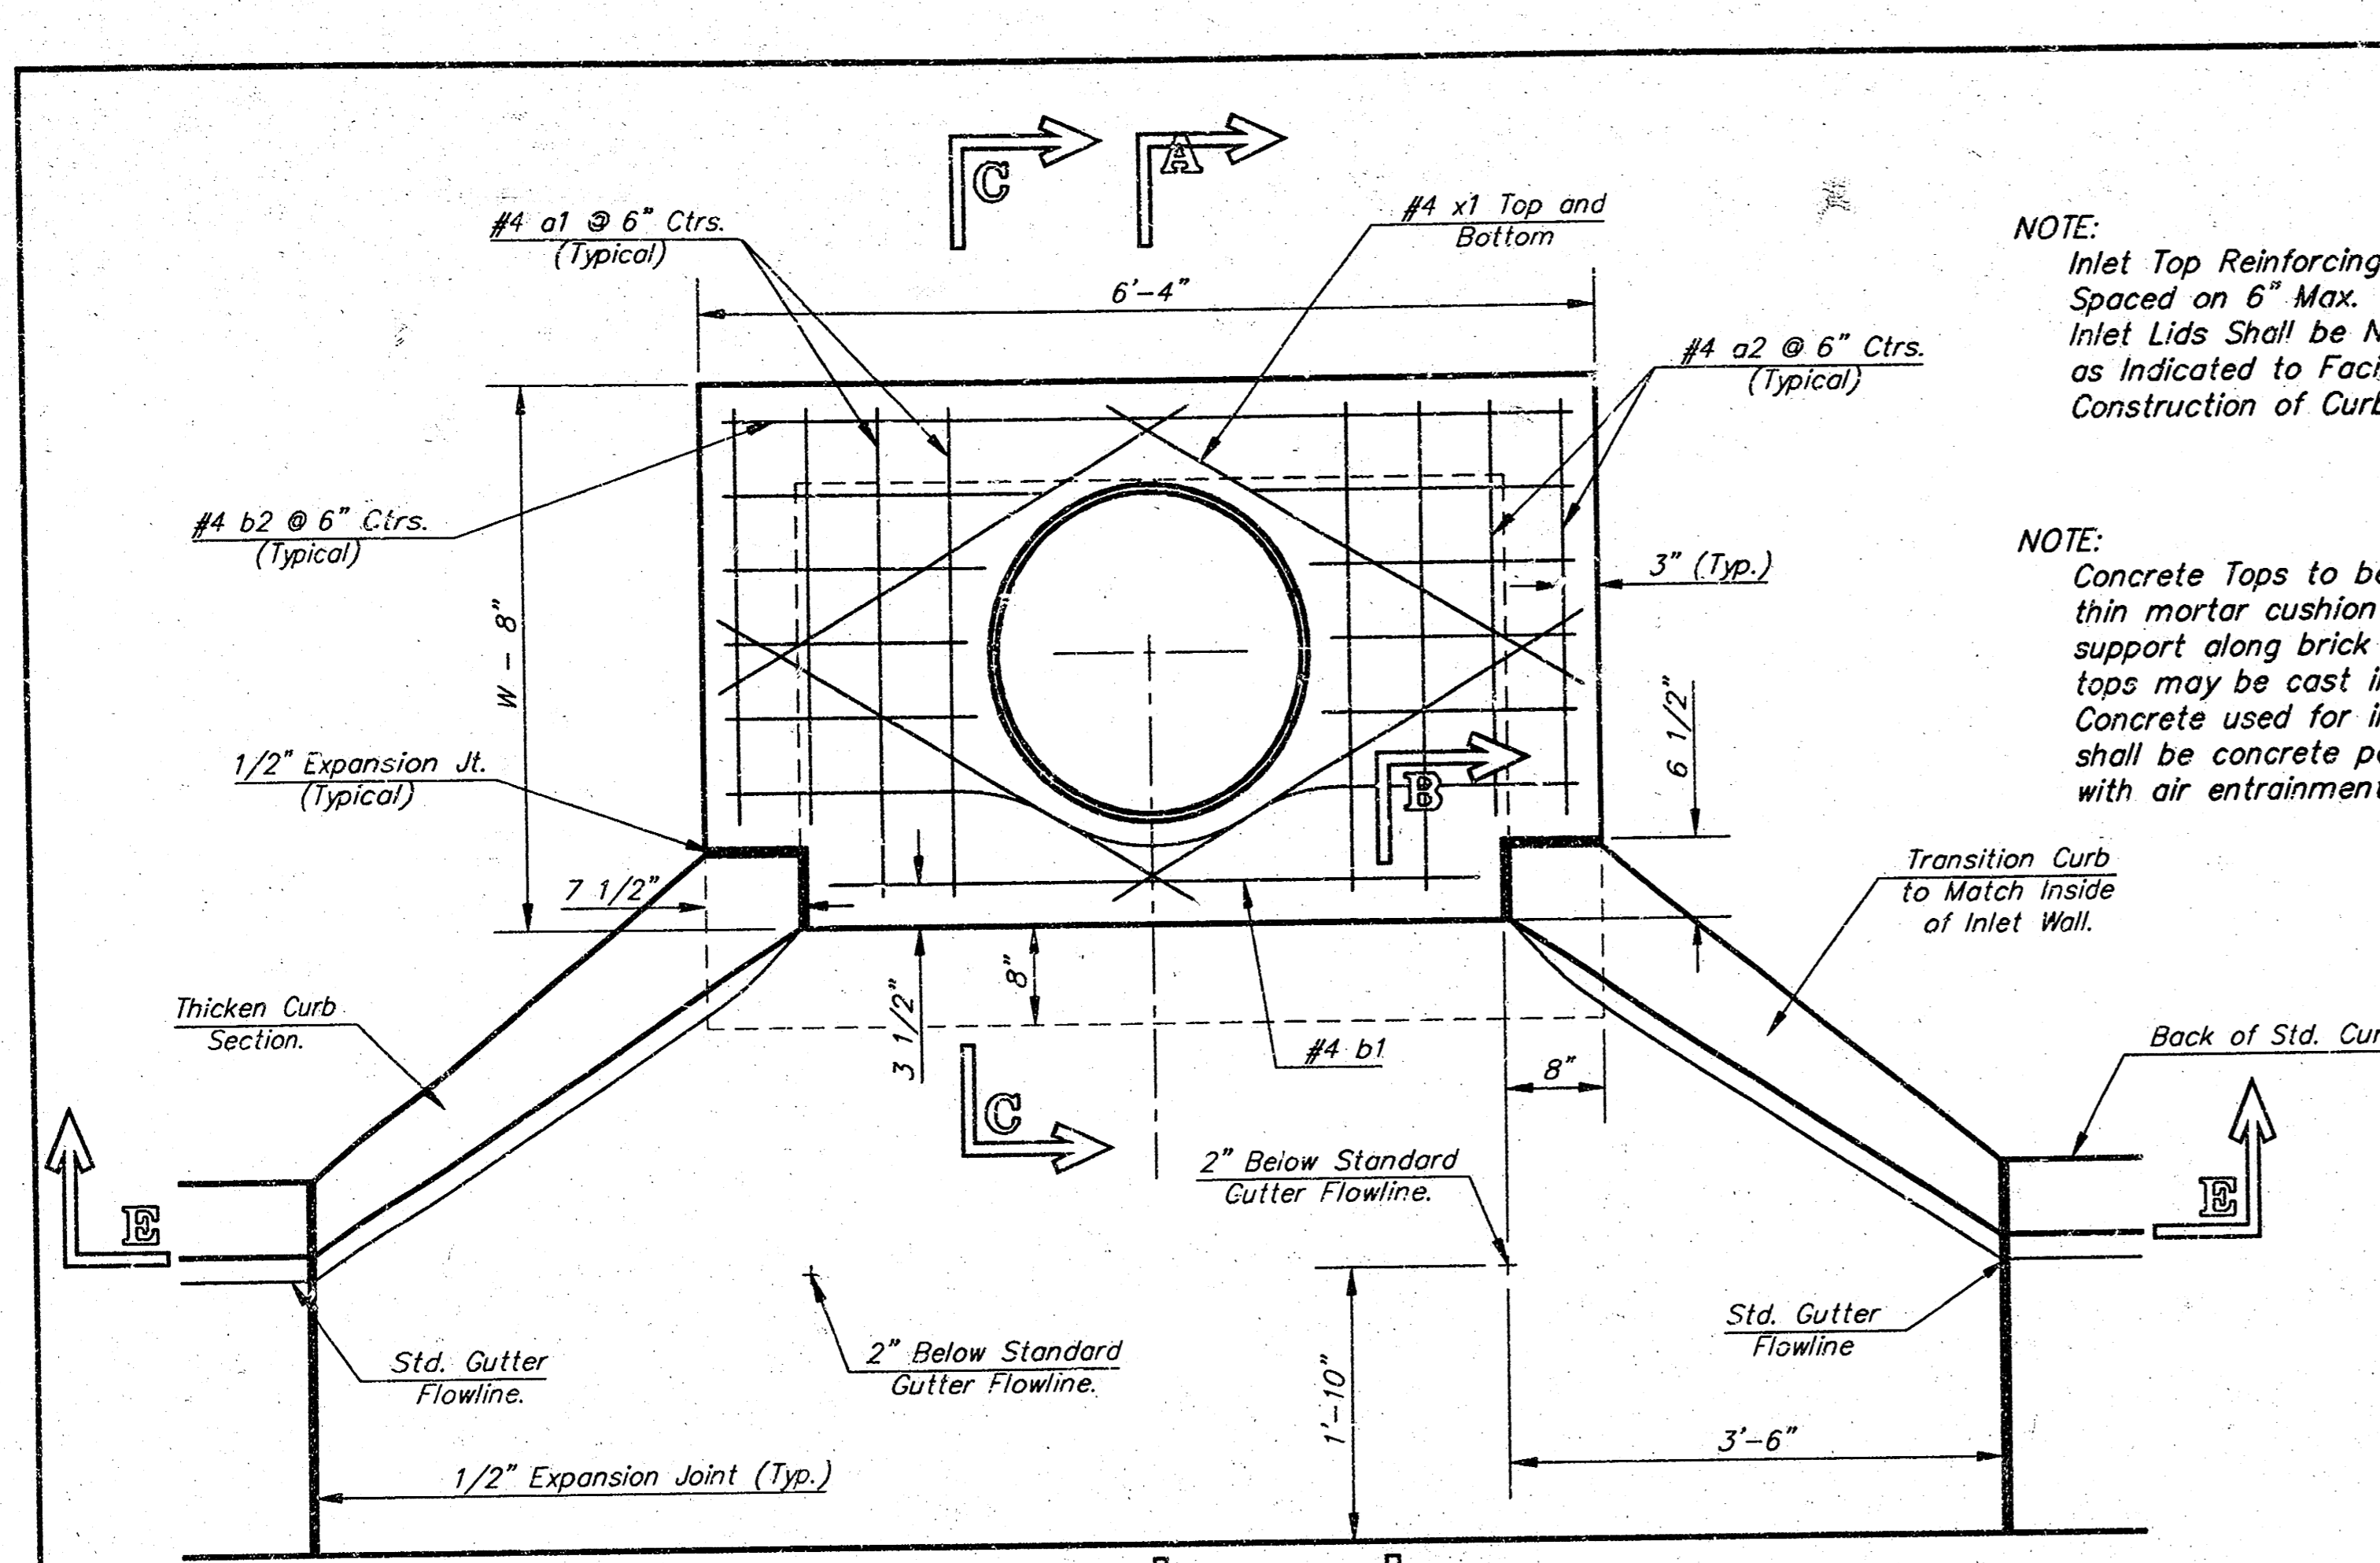 C
A
#4 a1 @ 6" Ctrs.
(Typical)
#4 x1 Top and
Bottom
6'-4"
#4 a2 @ 6" Ctrs.
(Typical)
NOTE:
Inlet Top Reinforcing
Spaced on 6" Max.
Inlet Lids Shall be
as Indicated to
Construction of
#4 b2 @ 6" Ctrs.
(Typical)
W - 8"
3" (Typ.)
NOTE:
Concrete Tops to
thin mortar cushion
support along brick
tops may be cast
Concrete used for
shall be concrete
with air entrainment
1/2" Expansion Jt.
(Typical)
6 1/2"
B
7 1/2"
Transition Curb
to Match Inside
of Inlet Wall.
3 1/2"
8"
Thicken Curb
Section.
#4 b1
8"
Back of Std.
C
E
2" Below Standard
Gutter Flowline.
E
Std. Gutter
Flowline.
2" Below Standard
Gutter Flowline.
1'-10"
Std. Gutter
Flowline
3'-6"
1/2" Expansion Joint (Typ.)